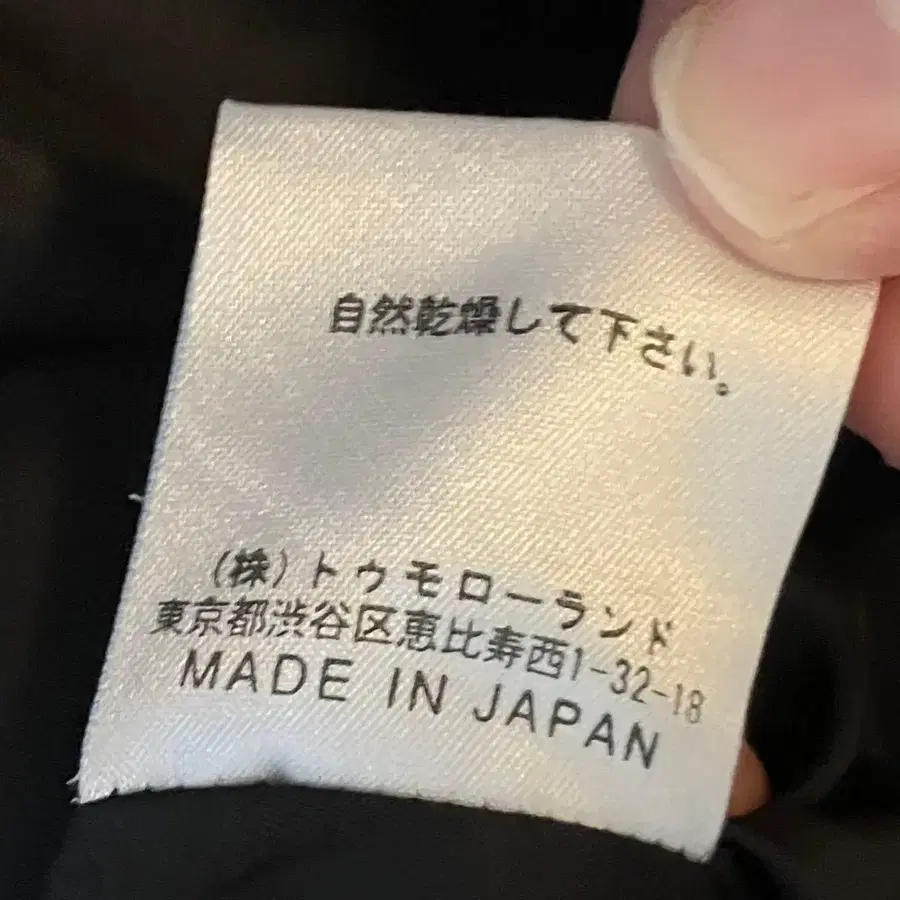 自然乾燥して下さい。
(株)トゥモローランド
東京都渋谷区恵比寿西1-32-18
MADE IN JAPAN